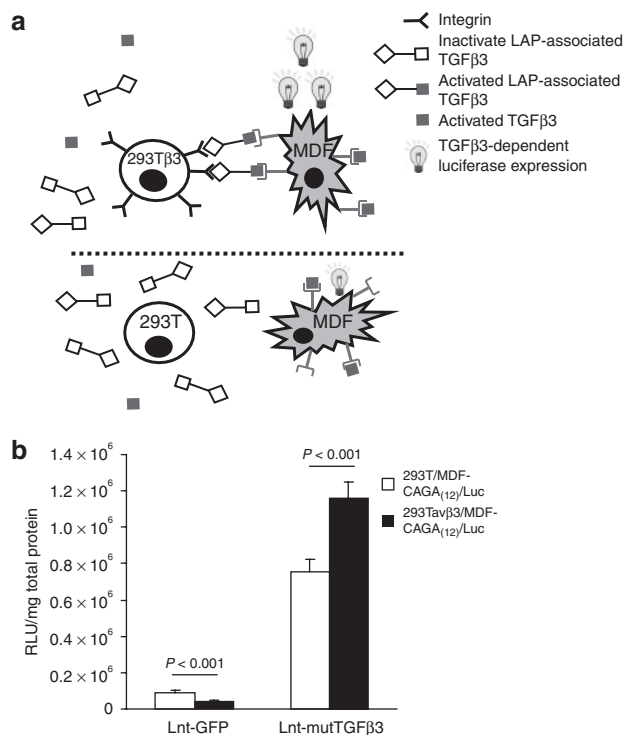 a
Integrin
Inactivate LAP-associated
TGFβ3
Activated LAP-associated
TGFβ3
Activated TGFβ3
TGFβ3-dependent
luciferase expression
293Tβ3
MDF
293T
MDF
b
RLU/mg total protein
1.4 × 10⁶
1.2 × 10⁶
1.0 × 10⁶
0.8 × 10⁶
0.6 × 10⁶
0.4 × 10⁶
0.2 × 10⁶
0
P < 0.001
P < 0.001
293T/MDF-
CAGA₍₁₂₎/Luc
293Tavβ3/MDF-
CAGA₍₁₂₎/Luc
Lnt-GFP
Lnt-mutTGFβ3